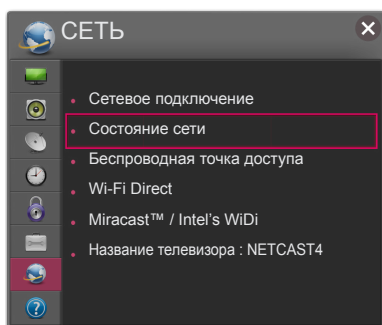 СЕТЬ
Сетевое подключение
Состояние сети
Беспроводная точка доступа
Wi-Fi Direct
Miracast™ / Intel's WiDi
Название телевизора : NETCAST4